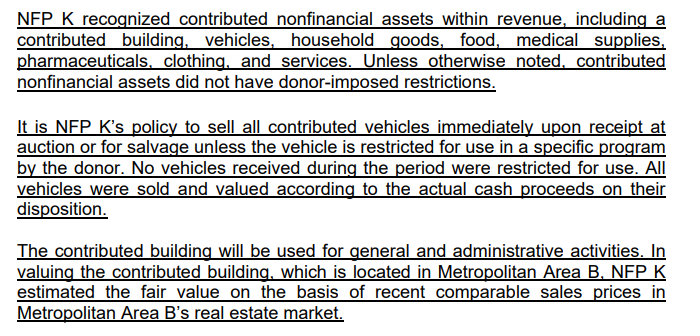 NFP K recognized contributed nonfinancial assets within revenue, including a
contributed building, vehicles, household goods, food, medical supplies,
pharmaceuticals, clothing, and services. Unless otherwise noted, contributed
nonfinancial assets did not have donor-imposed restrictions.
It is NFP K’s policy to sell all contributed vehicles immediately upon receipt at
auction or for salvage unless the vehicle is restricted for use in a specific program
by the donor. No vehicles received during the period were restricted for use. All
vehicles were sold and valued according to the actual cash proceeds on their
disposition.
The contributed building will be used for general and administrative activities. In
valuing the contributed building, which is located in Metropolitan Area B, NFP K
estimated the fair value on the basis of recent comparable sales prices in
Metropolitan Area B’s real estate market.